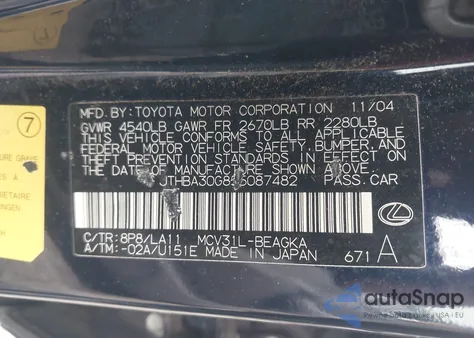 MFD. BY: TOYOTA MOTOR CORPORATION 11/04
GVWR 4540LB GAWR FR 2670LB RR 2280LB
THIS VEHICLE CONFORMS TO ALL APPLICABLE
FEDERAL MOTOR VEHICLE SAFETY, BUMPER, AND
THEFT PREVENTION STANDARDS IN EFFECT ON
THE DATE OF MANUFACTURE SHOWN ABOVE.
PASS. CAR
C/TR: 8P8/LA11 MCV31L-BEAGKA
A/TM: -02A/U151E MADE IN JAPAN 671 A
7
autoSnap